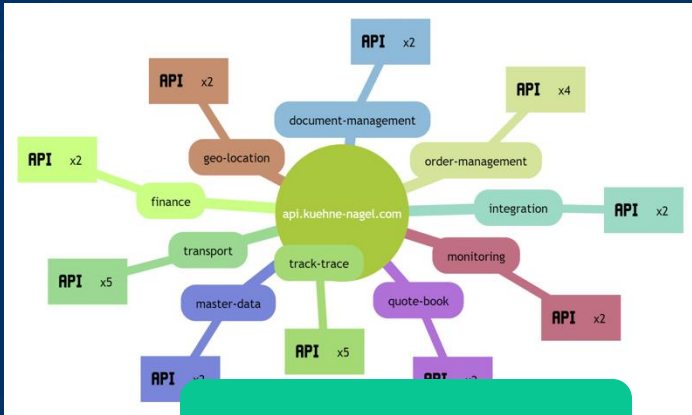 API x2
API x2
document-management
API x4
geo-location
order-management
API x2
finance
integration
API x2
api.kuehne-nagel.com
transport
track-trace
monitoring
API x5
master-data
quote-book
API x2
API x5
API
API